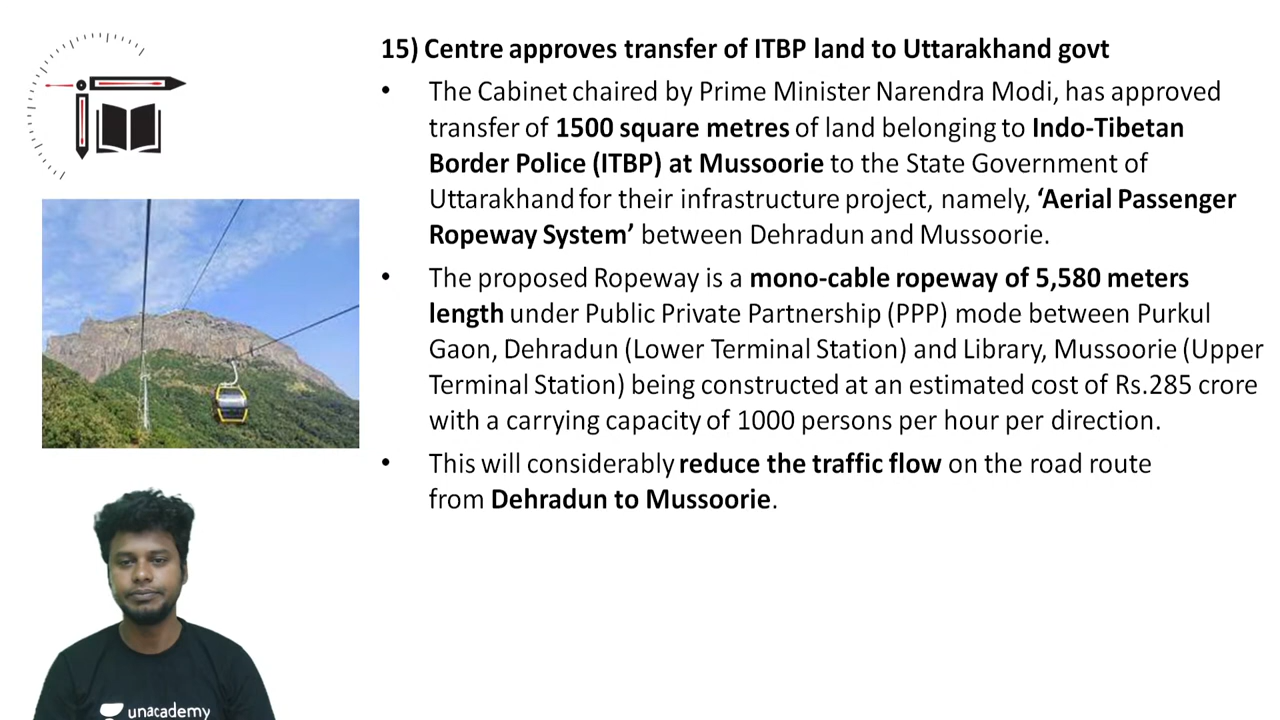 15) Centre approves transfer of ITBP land to Uttarakhand govt
• The Cabinet chaired by Prime Minister Narendra Modi, has approved
transfer of 1500 square metres of land belonging to Indo-Tibetan
Border Police (ITBP) at Mussoorie to the State Government of
Uttarakhand for their infrastructure project, namely, ‘Aerial Passenger
Ropeway System’ between Dehradun and Mussoorie.
• The proposed Ropeway is a mono-cable ropeway of 5,580 meters
length under Public Private Partnership (PPP) mode between Purkul
Gaon, Dehradun (Lower Terminal Station) and Library, Mussoorie (Upper
Terminal Station) being constructed at an estimated cost of Rs.285 crore
with a carrying capacity of 1000 persons per hour per direction.
• This will considerably reduce the traffic flow on the road route
from Dehradun to Mussoorie.
unacademy